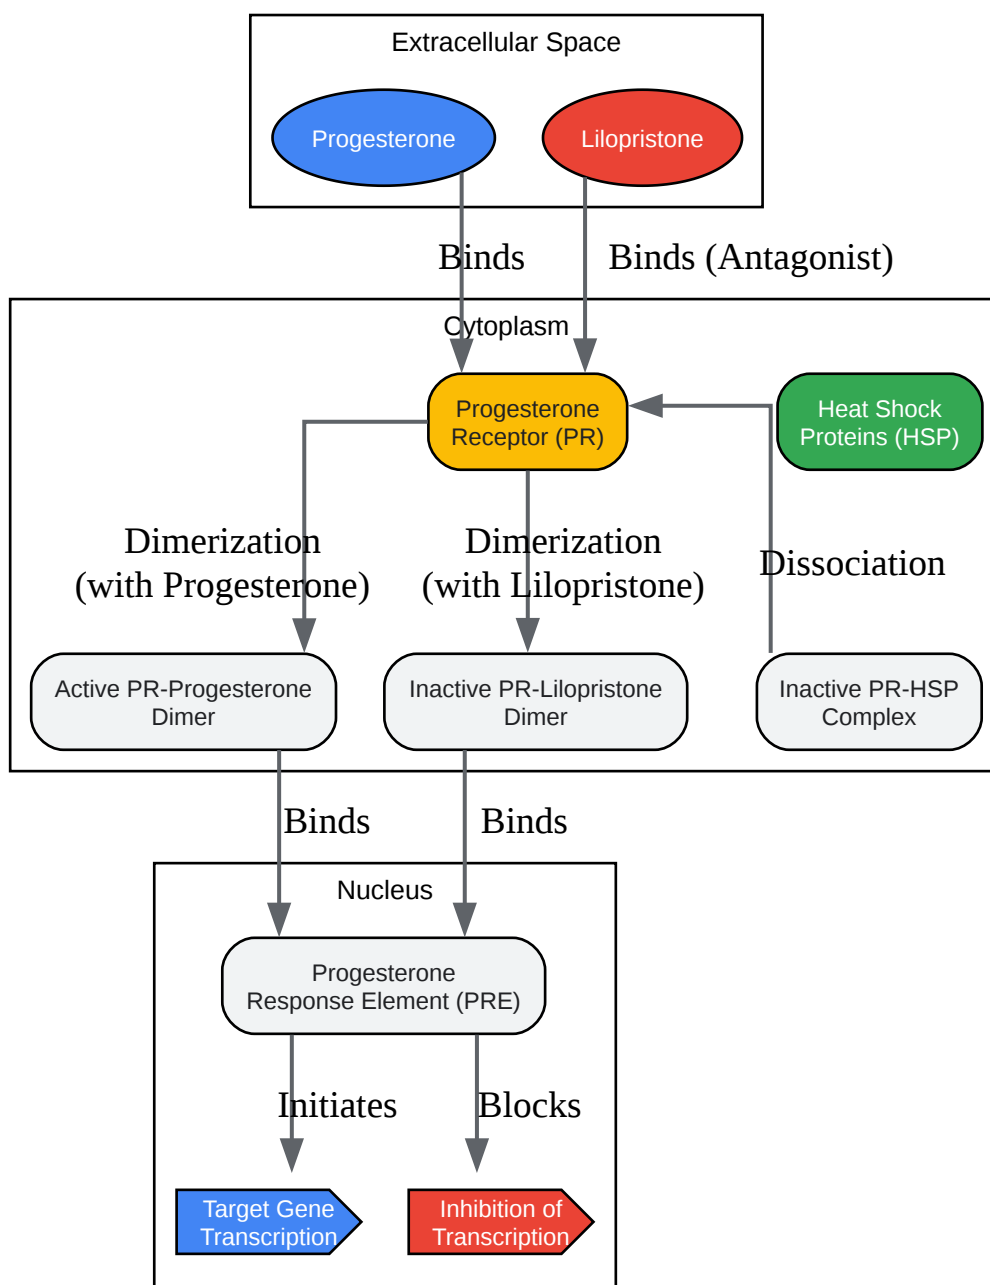 Extracellular Space
Progesterone
Lilopristone
Binds
Binds (Antagonist)
Cytoplasm
Progesterone
Receptor (PR)
Heat Shock
Proteins (HSP)
Dimerization
(with Progesterone)
Dimerization
(with Lilopristone)
Dissociation
Active PR-Progesterone
Dimer
Inactive PR-Lilopristone
Dimer
Inactive PR-HSP
Complex
Binds
Binds
Nucleus
Progesterone
Response Element (PRE)
Initiates
Blocks
Target Gene
Transcription
Inhibition of
Transcription